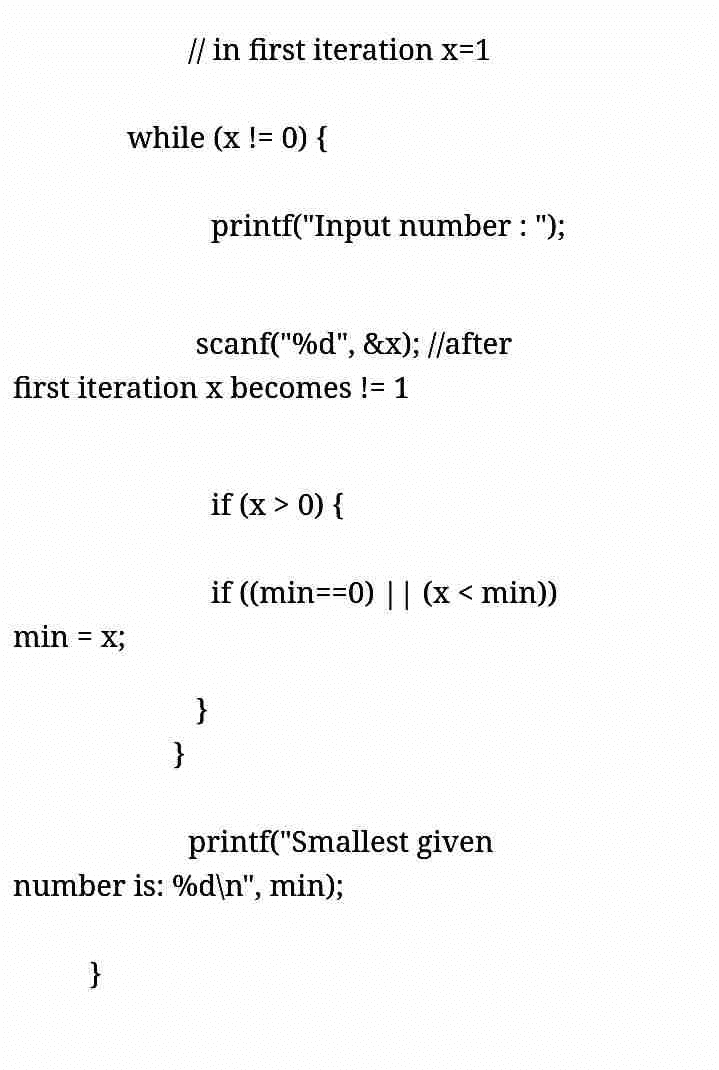 // in first iteration x=1
while (x != 0) {
printf("Input number : ");
scanf("%d", &x); //after
first iteration x becomes != 1
if (x > 0) {
if ((min==0) || (x < min))
min = x;
}
}
printf("Smallest given
number is: %d\n", min);
}